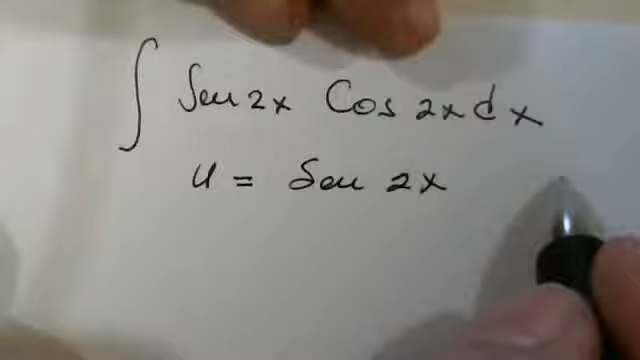 ∫ Sen 2x Cos 2x dx
u = Sen 2x